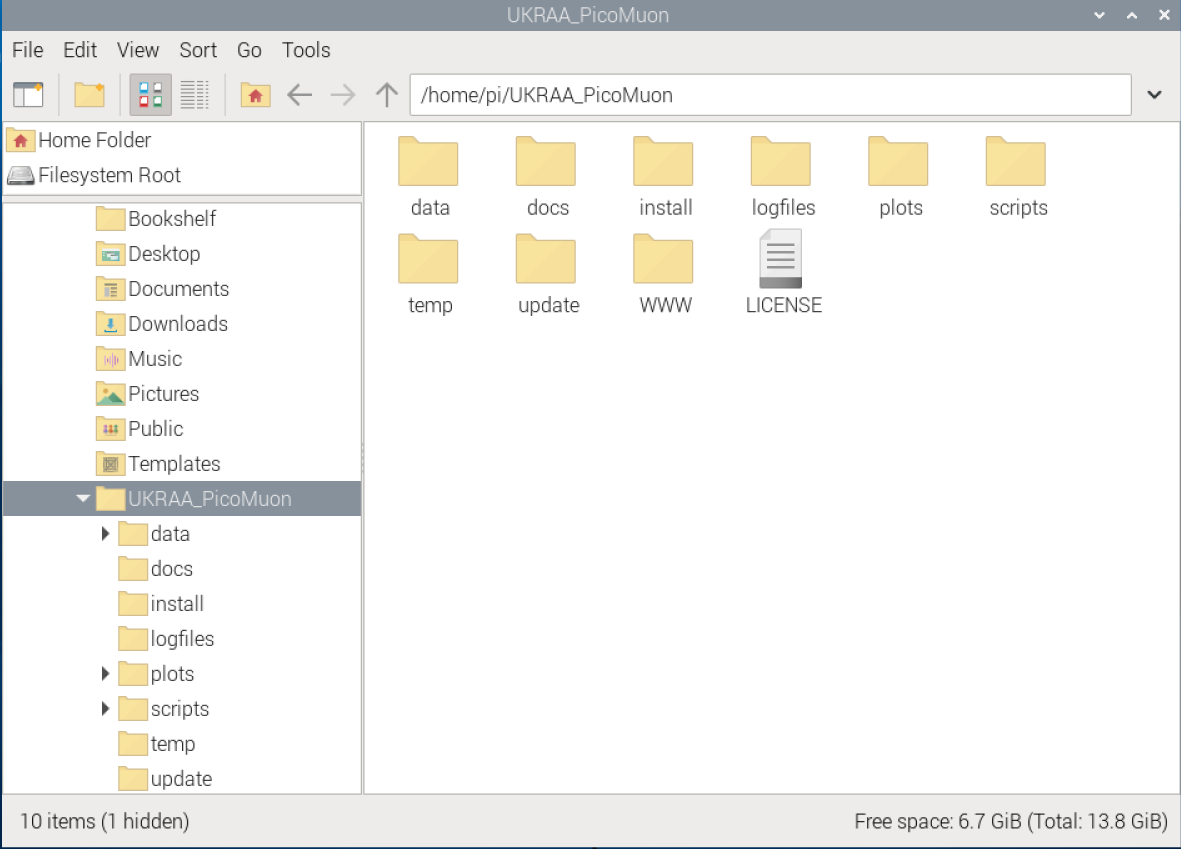 UKRAA_PicoMuon
File Edit View Sort Go Tools
/home/pi/UKRAA_PicoMuon
Home Folder
Filesystem Root
Bookshelf
Desktop
Documents
Downloads
Music
Pictures
Public
Templates
UKRAA_PicoMuon
data
docs
install
logfiles
plots
scripts
temp
update
data docs install logfiles plots scripts
temp update WWW LICENSE
10 items (1 hidden)
Free space: 6.7 GiB (Total: 13.8 GiB)